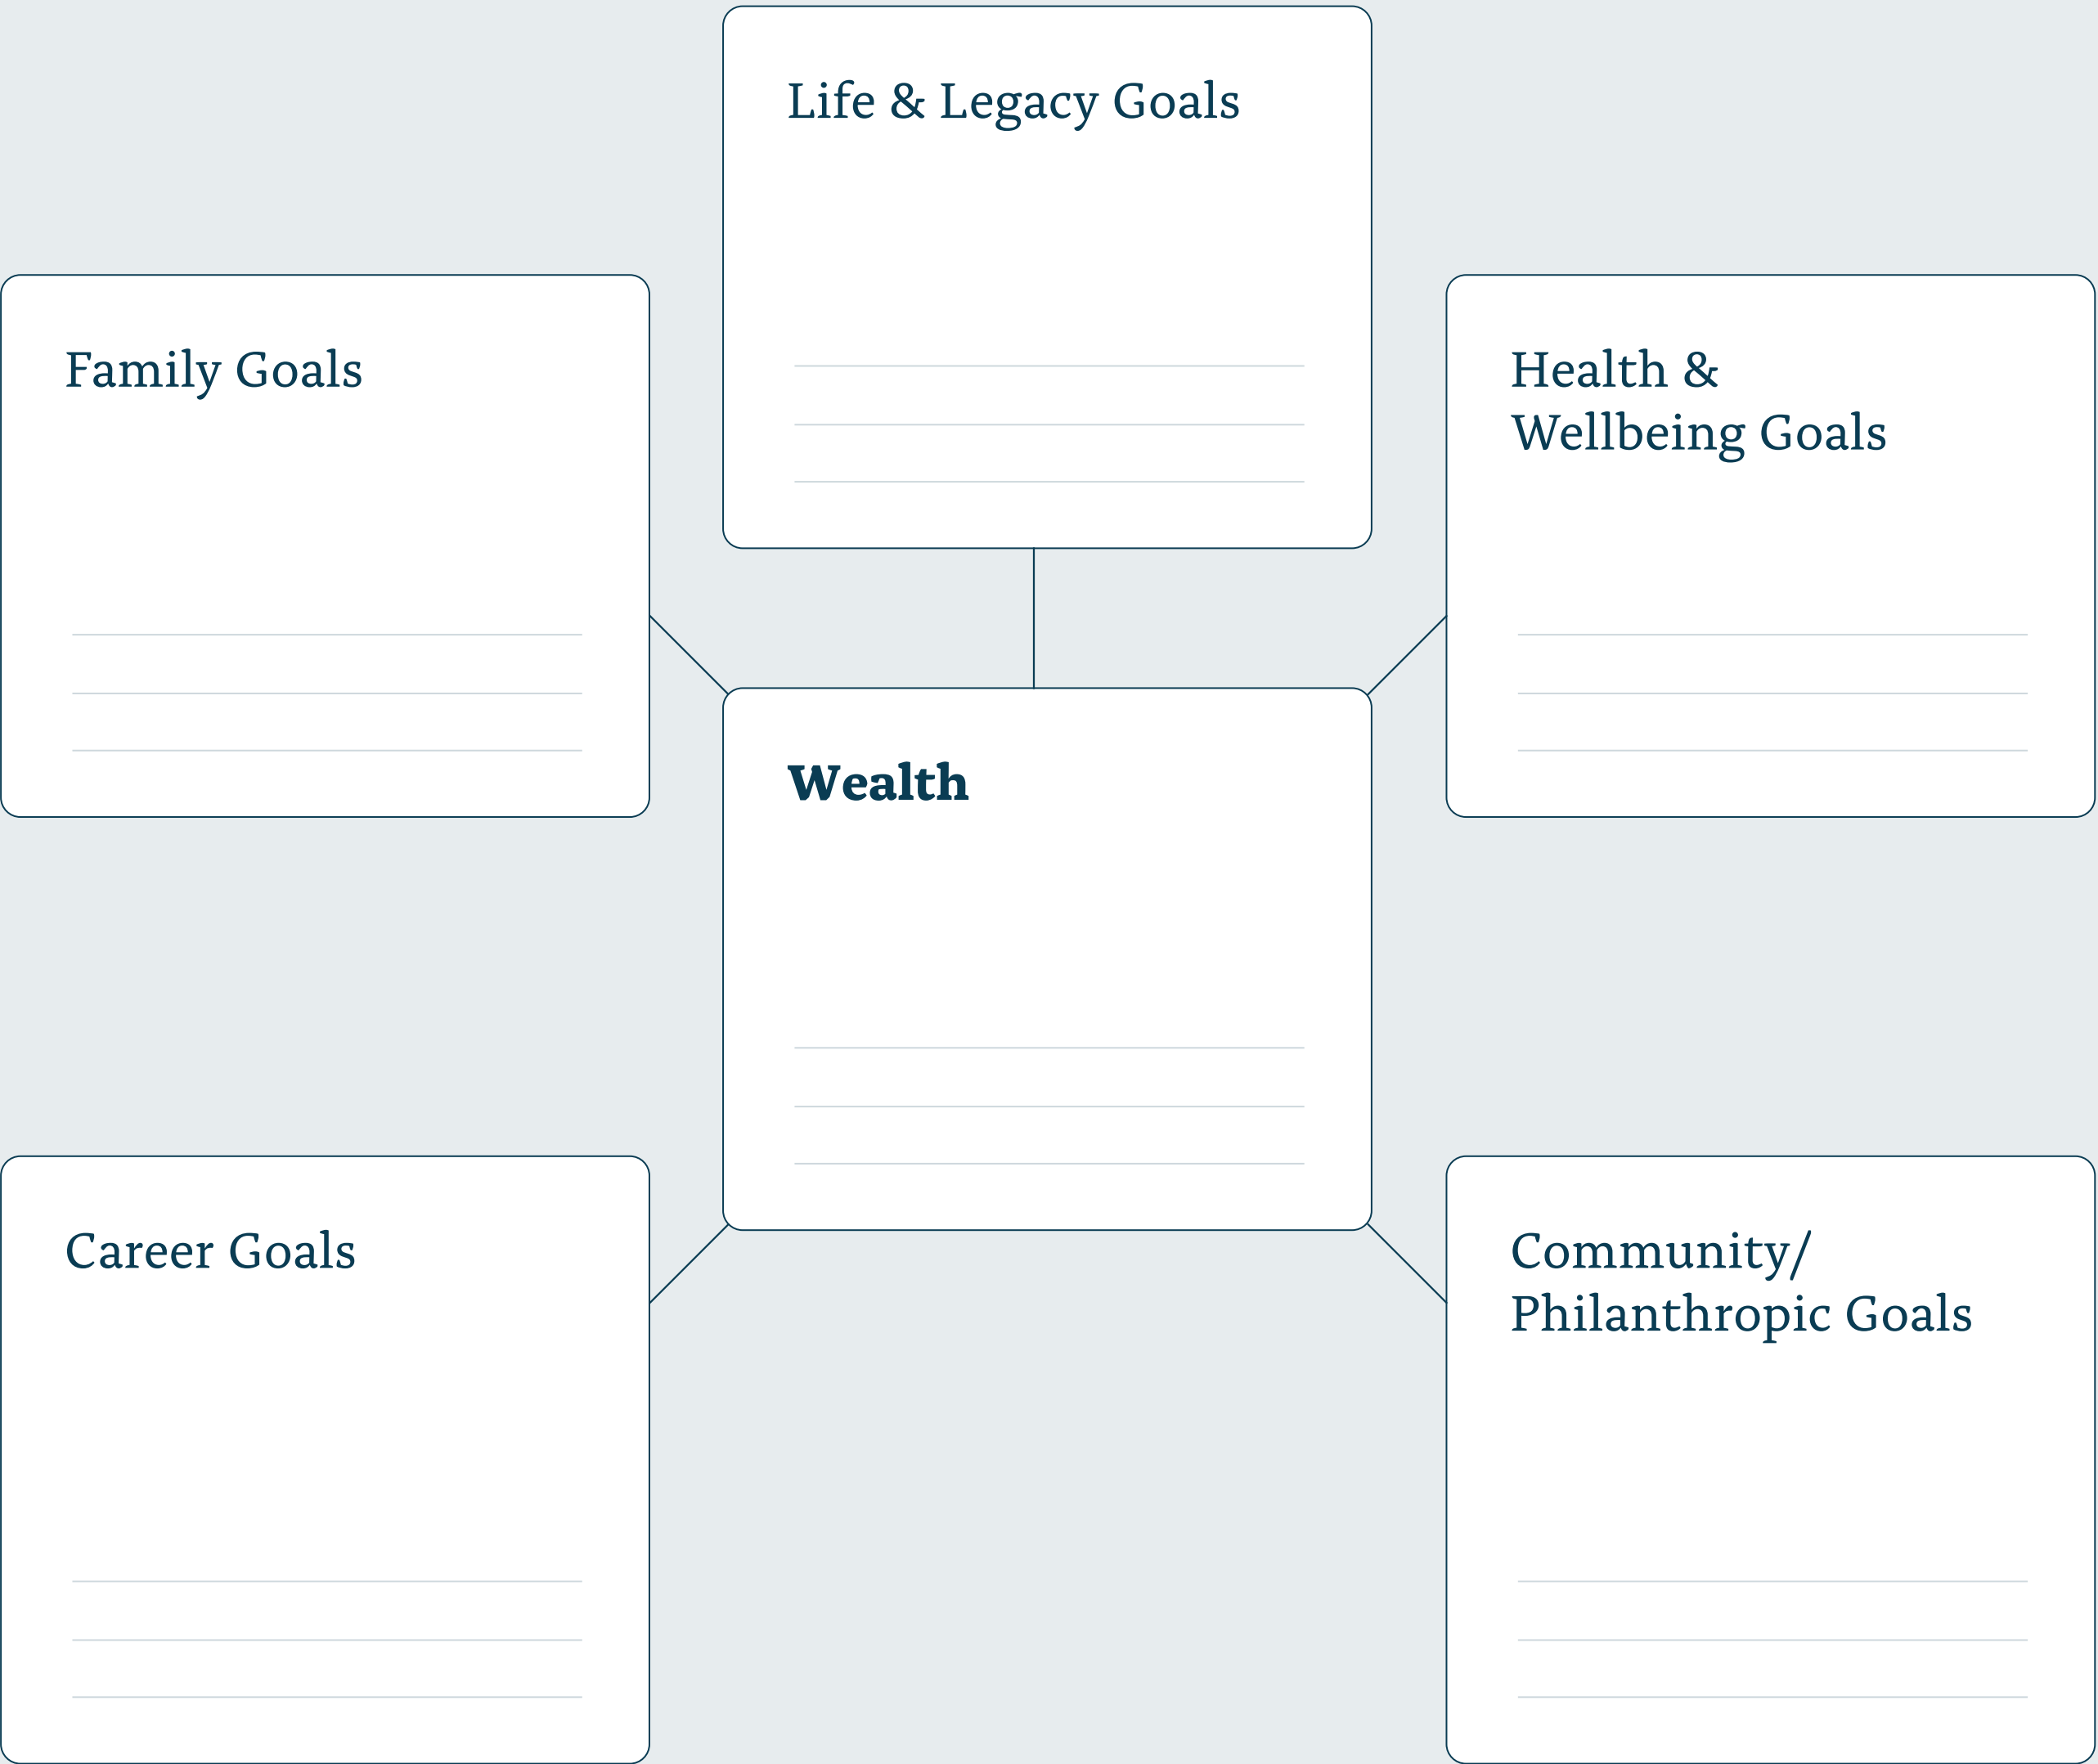 Life & Legacy Goals
Family Goals
Health &
Wellbeing Goals
Wealth
Career Goals
Community/
Philanthropic Goals